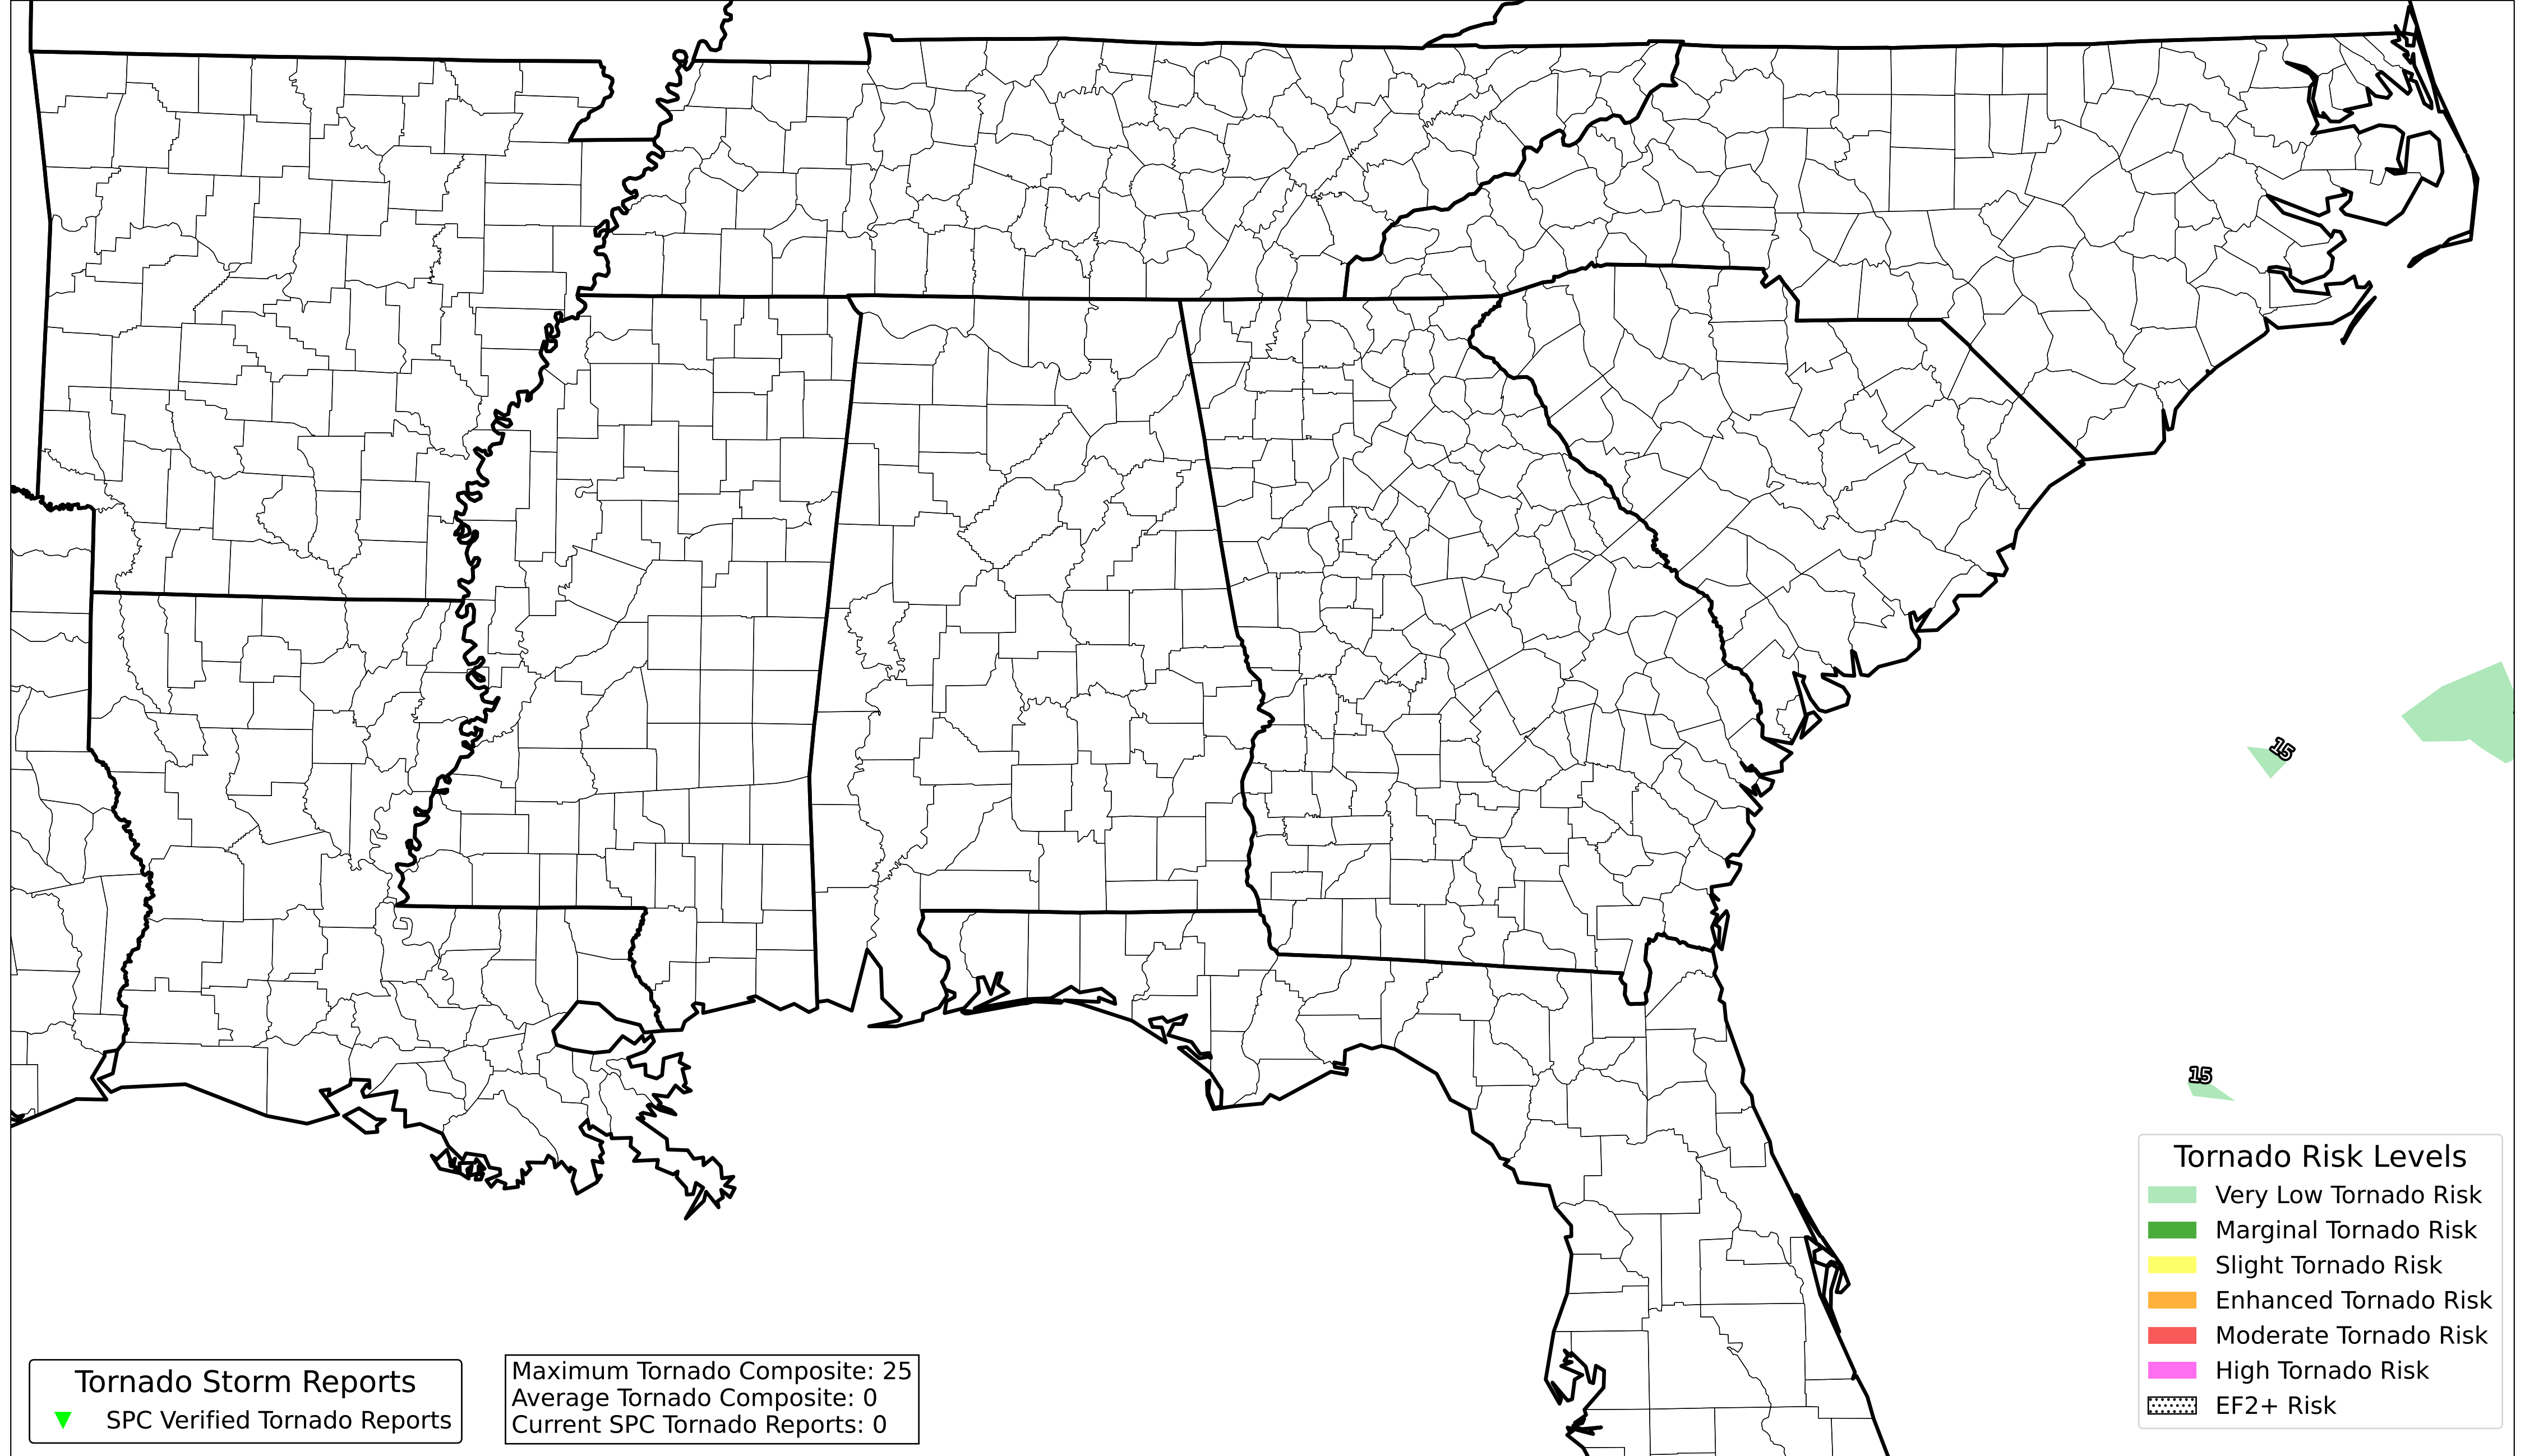 15
15
Tornado Risk Levels
Very Low Tornado Risk
Marginal Tornado Risk
Slight Tornado Risk
Enhanced Tornado Risk
Moderate Tornado Risk
High Tornado Risk
EF2+ Risk
Tornado Storm Reports
SPC Verified Tornado Reports
Maximum Tornado Composite: 25
Average Tornado Composite: 0
Current SPC Tornado Reports: 0